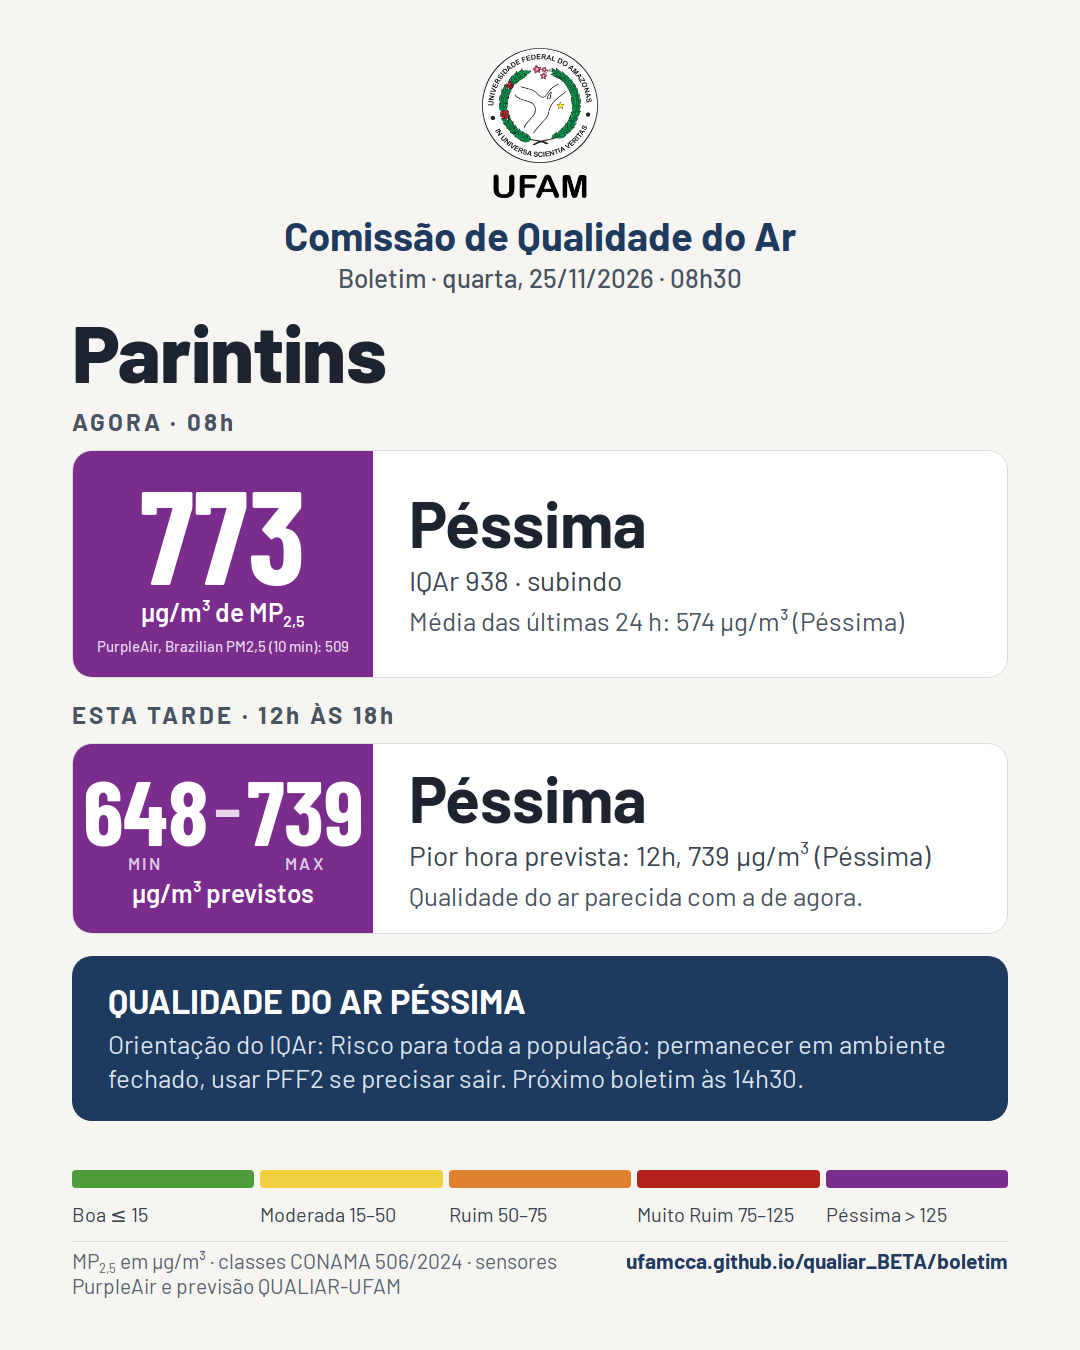 UNIVERSIDADE FEDERAL DO AMAZONAS
IN UNIVERSA SCIENTIA VERITAS
UFAM
Comissão de Qualidade do Ar
Boletim · quarta, 25/11/2026 · 08h30
Parintins
AGORA · 08h
773
µg/m³ de MP2,5
PurpleAir, Brazilian PM2,5 (10 min): 509
Péssima
IQAr 938 · subindo
Média das últimas 24 h: 574 µg/m³ (Péssima)
ESTA TARDE · 12h ÀS 18h
648 – 739
MIN MAX
µg/m³ previstos
Péssima
Pior hora prevista: 12h, 739 µg/m³ (Péssima)
Qualidade do ar parecida com a de agora.
QUALIDADE DO AR PÉSSIMA
Orientação do IQAr: Risco para toda a população: permanecer em ambiente
fechado, usar PFF2 se precisar sair. Próximo boletim às 14h30.
Boa ≤ 15 Moderada 15–50 Ruim 50–75 Muito Ruim 75–125 Péssima > 125
MP2,5 em µg/m³ · classes CONAMA 506/2024 · sensores
PurpleAir e previsão QUALIAR-UFAM
ufamcca.github.io/qualiar_BETA/boletim